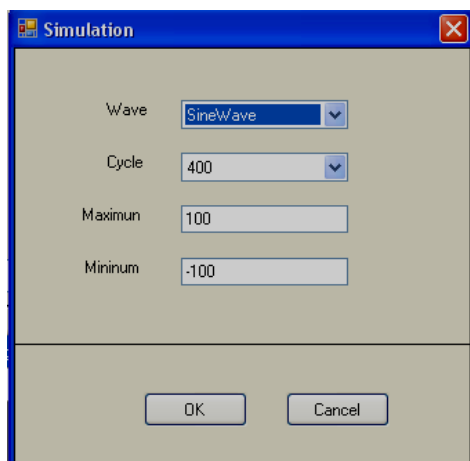 Simulation
Wave SineWave
Cycle 400
Maximun 100
Mininum -100
OK Cancel